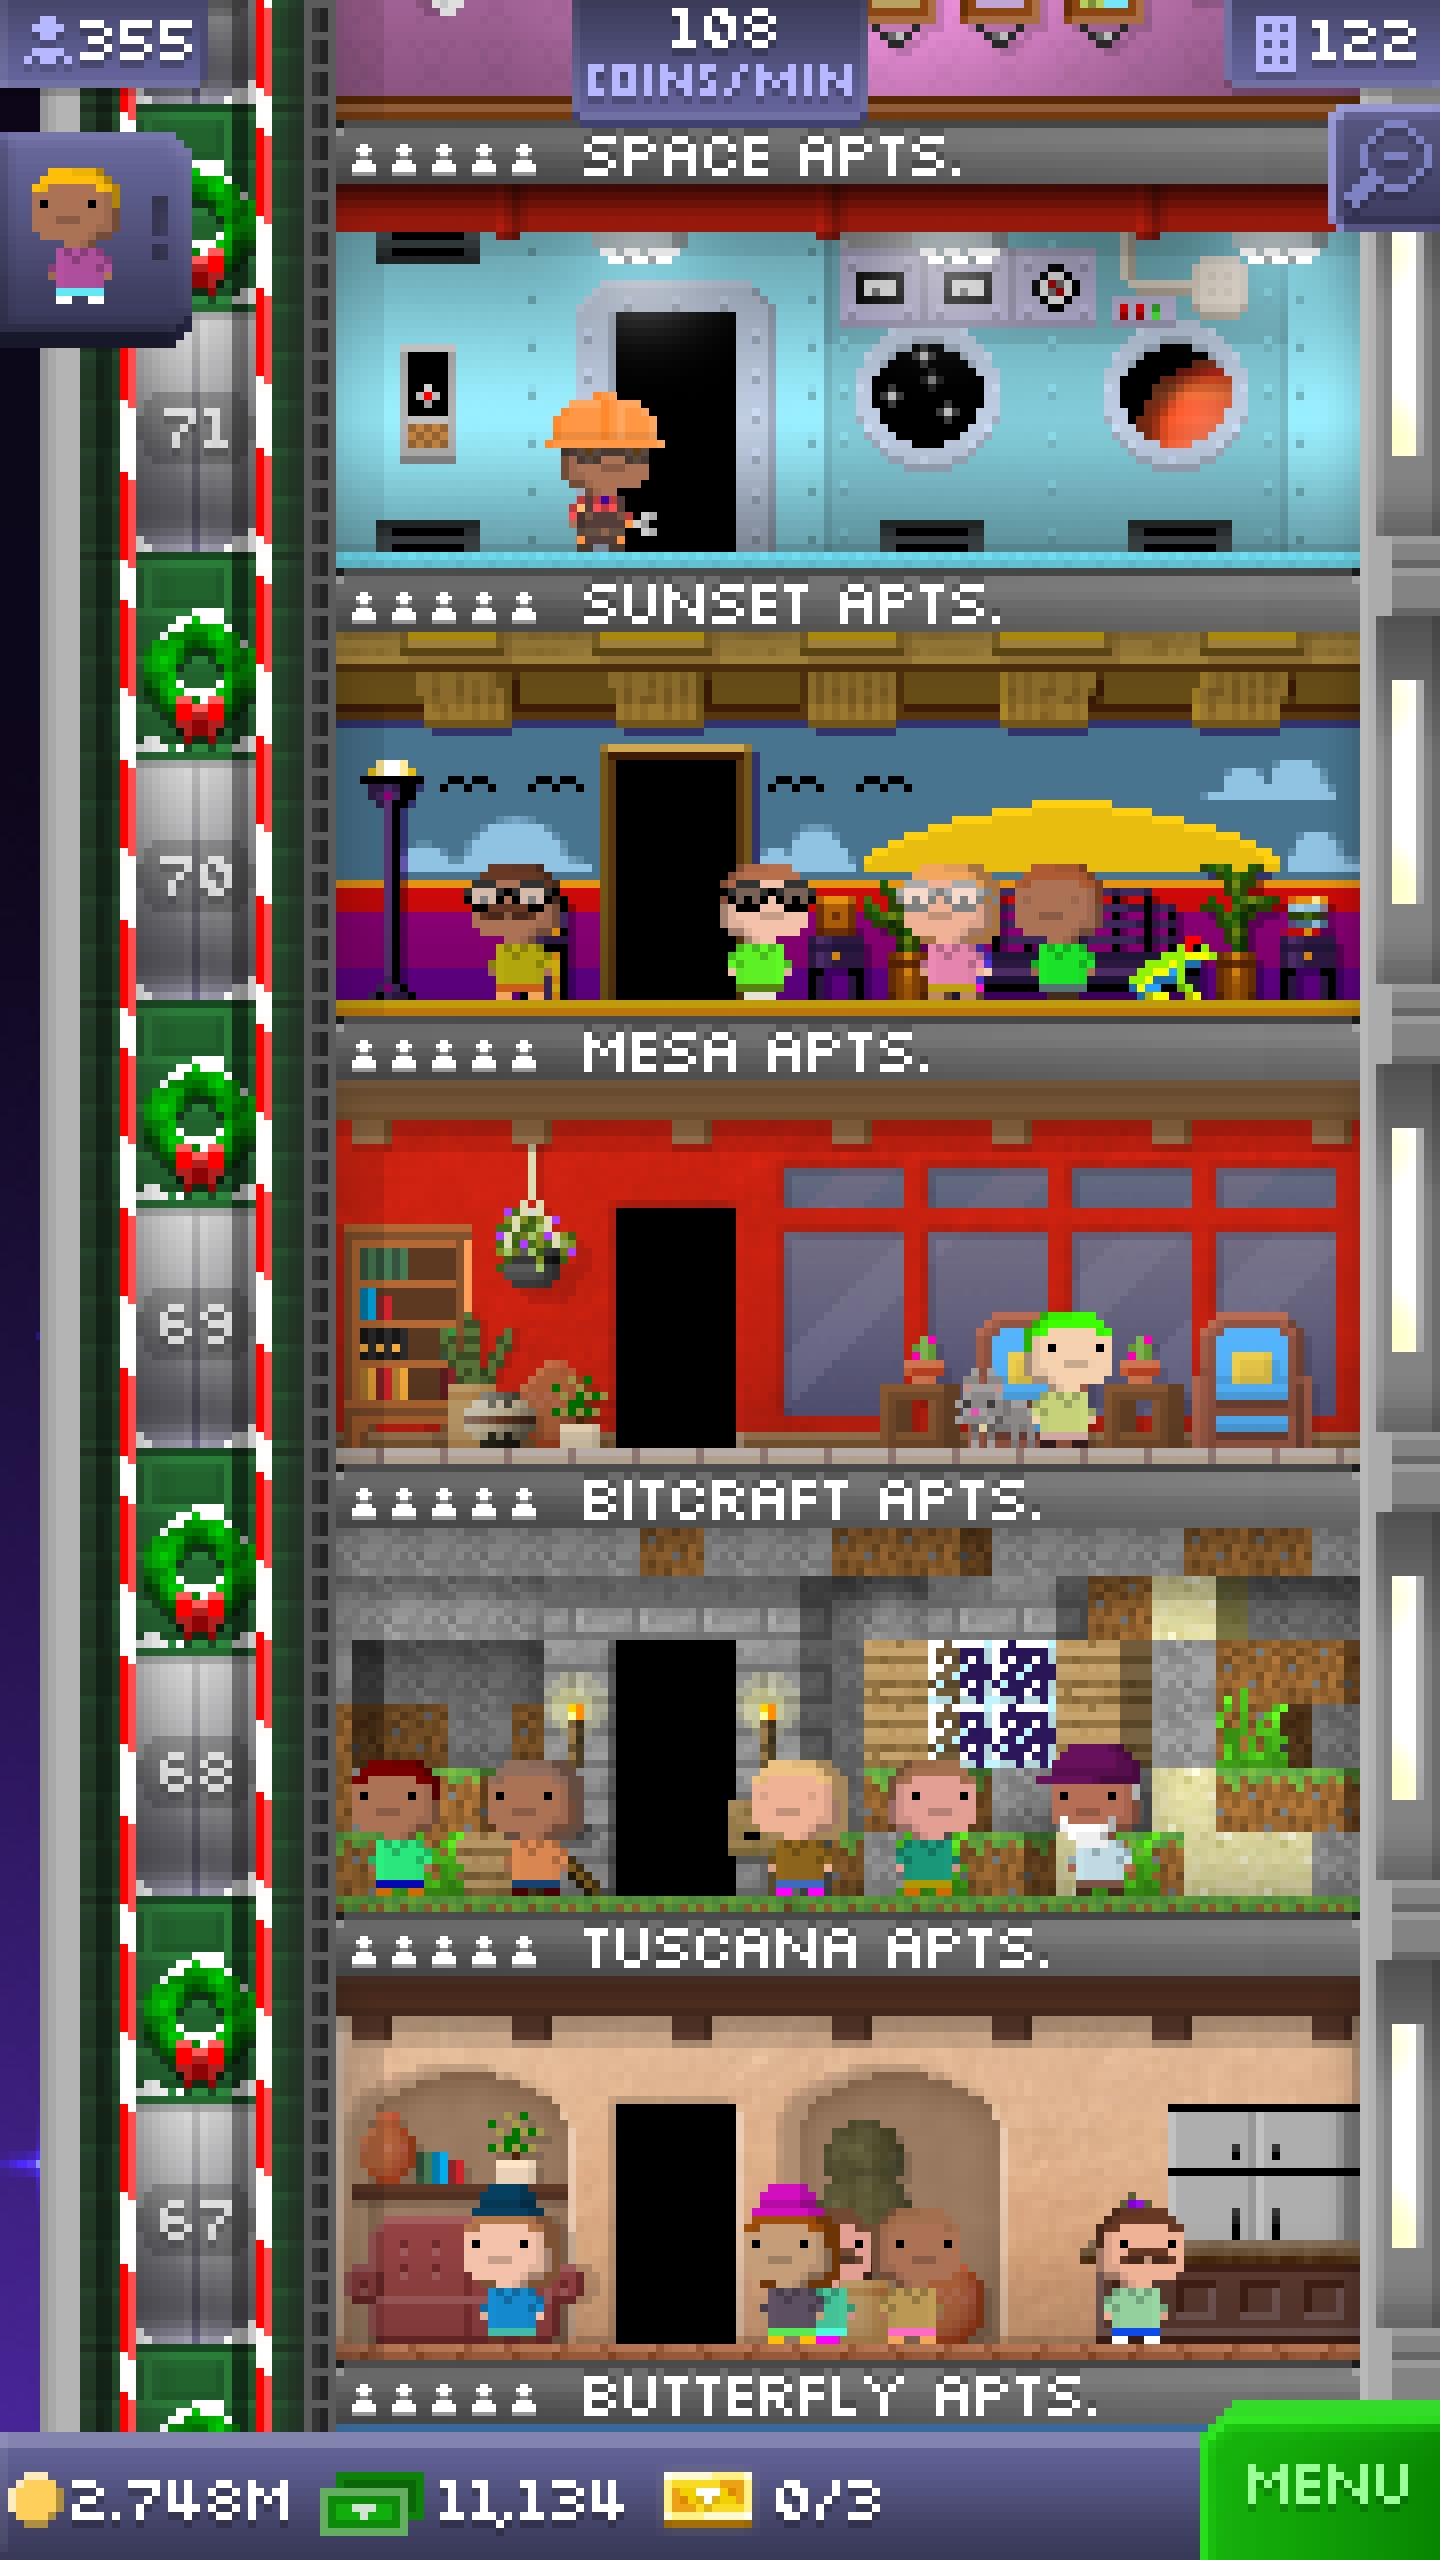 355
108
COINS/MIN
122
SPACE APTS.
!
71
SUNSET APTS.
70
MESA APTS.
69
BITCRAFT APTS.
68
TUSCANA APTS.
67
BUTTERFLY APTS.
2.748M
11,134
0/3
MENU